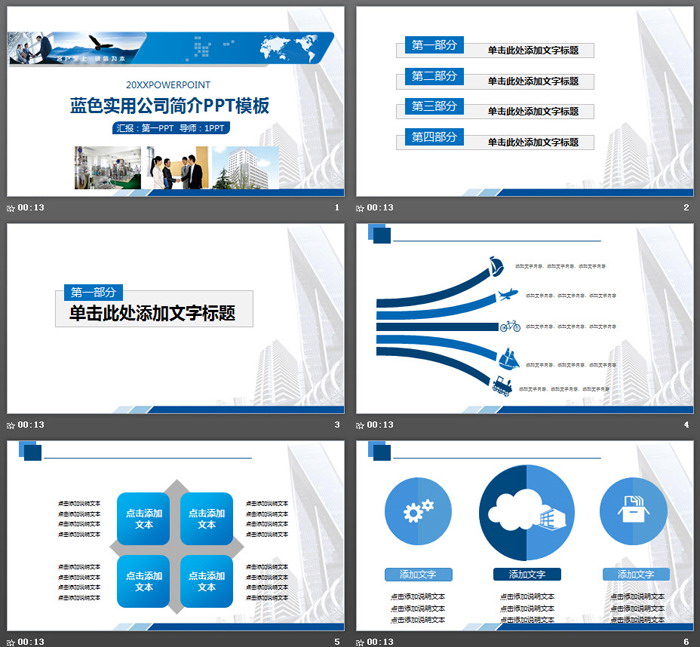 20XXPOWERPOINT
蓝色实用公司简介PPT模板
汇报：第一PPT 导师：1PPT
00:13
1
第一部分
单击此处添加文字标题
第二部分
单击此处添加文字标题
第三部分
单击此处添加文字标题
第四部分
单击此处添加文字标题
00:13
2
第一部分
单击此处添加文字标题
00:13
3
添加文字内容、添加文字内容、添加文字内容
添加文字内容、添加文字内容、添加文字内容
添加文字内容、添加文字内容、添加文字内容
添加文字内容、添加文字内容、添加文字内容
添加文字内容、添加文字内容、添加文字内容
00:13
4
点击添加说明文本
点击添加说明文本
点击添加说明文本
点击添加说明文本
点击添加
文本
点击添加
文本
点击添加说明文本
点击添加说明文本
点击添加说明文本
点击添加说明文本
点击添加说明文本
点击添加说明文本
点击添加说明文本
点击添加说明文本
点击添加
文本
点击添加
文本
点击添加说明文本
点击添加说明文本
点击添加说明文本
点击添加说明文本
00:13
5
添加文字
点击添加说明文本
点击添加说明文本
点击添加说明文本
添加文字
点击添加说明文本
点击添加说明文本
点击添加说明文本
添加文字
点击添加说明文本
点击添加说明文本
点击添加说明文本
00:13
6